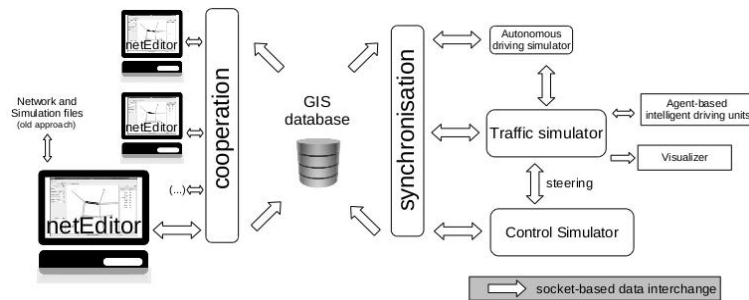 netEditor
Network and
Simulation files
(old approach)
netEditor
(...)
netEditor
cooperation
GIS
database
synchronisation
Autonomous
driving simulator
Traffic simulator
Agent-based
intelligent driving units
Visualizer
steering
Control Simulator
socket-based data interchange